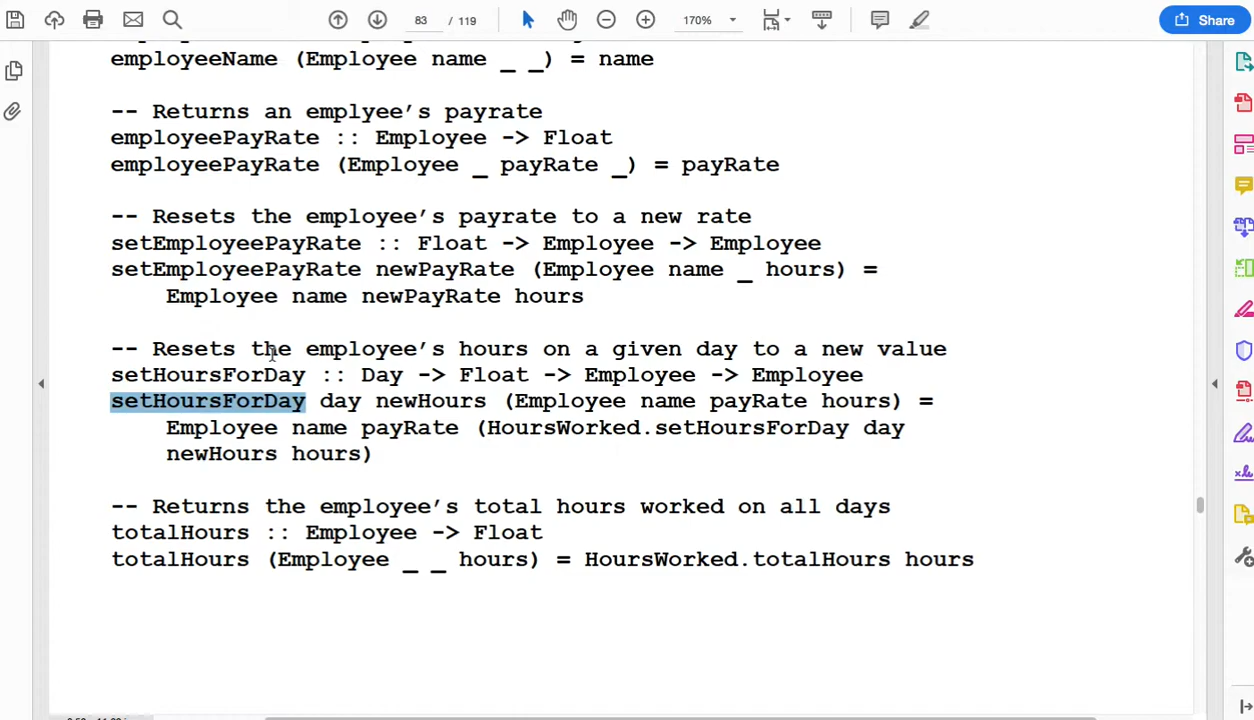 83 / 119
170%
Share
employeeName (Employee name _ _) = name
-- Returns an emplyee’s payrate
employeePayRate :: Employee -> Float
employeePayRate (Employee _ payRate _) = payRate
-- Resets the employee’s payrate to a new rate
setEmployeePayRate :: Float -> Employee -> Employee
setEmployeePayRate newPayRate (Employee name _ hours) =
Employee name newPayRate hours
-- Resets the employee’s hours on a given day to a new value
setHoursForDay :: Day -> Float -> Employee -> Employee
setHoursForDay day newHours (Employee name payRate hours) =
Employee name payRate (HoursWorked.setHoursForDay day
newHours hours)
-- Returns the employee’s total hours worked on all days
totalHours :: Employee -> Float
totalHours (Employee _ _ hours) = HoursWorked.totalHours hours